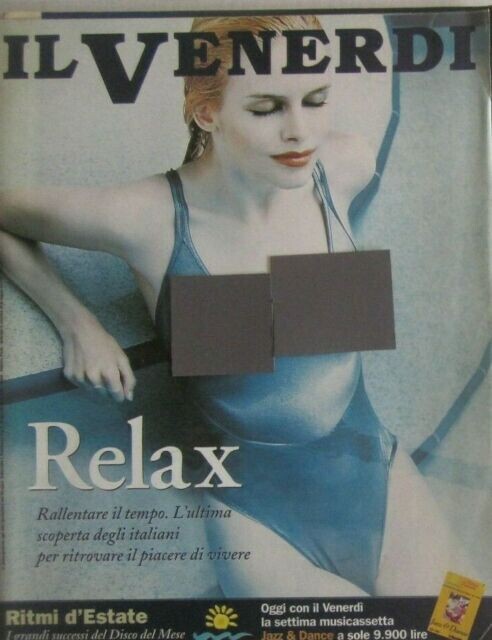 IL VENERDI
Relax
Rallentare il tempo. L'ultima
scoperta degli italiani
per ritrovare il piacere di vivere
Ritmi d'Estate
I grandi successi del Disco del Mese
Oggi con il Venerdì
la settima musicassetta
Jazz & Dance a sole 9.900 lire